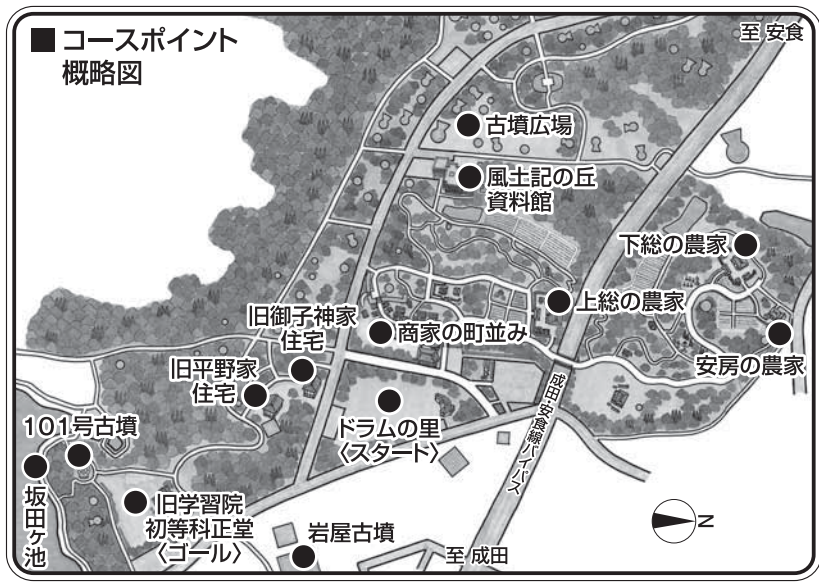 ■ コースポイント
概略図
至 安食
古墳広場
風土記の丘
資料館
下総の農家
上総の農家
旧御子神家
住宅
商家の町並み
安房の農家
旧平野家
住宅
成田・安食線バイパス
101号古墳
ドラムの里
〈スタート〉
坂田ヶ池
旧学習院
初等科正堂
〈ゴール〉
岩屋古墳
至 成田
N